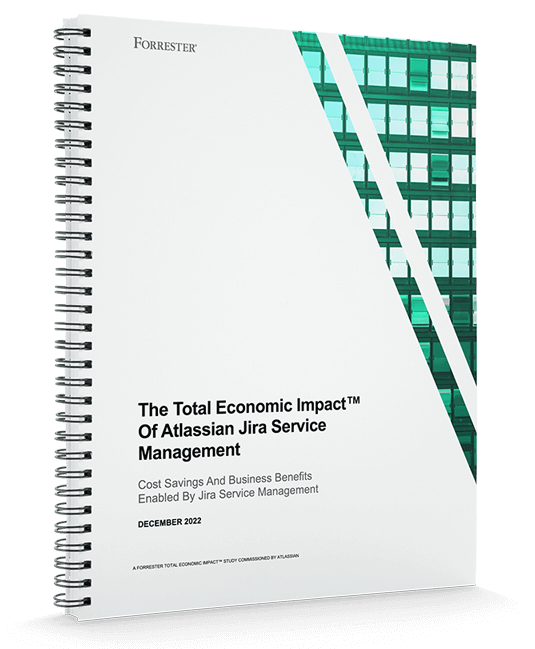 FORRESTER®
The Total Economic Impact™
Of Atlassian Jira Service
Management
Cost Savings And Business Benefits
Enabled By Jira Service Management
DECEMBER 2022
A FORRESTER TOTAL ECONOMIC IMPACT™ STUDY COMMISSIONED BY ATLASSIAN